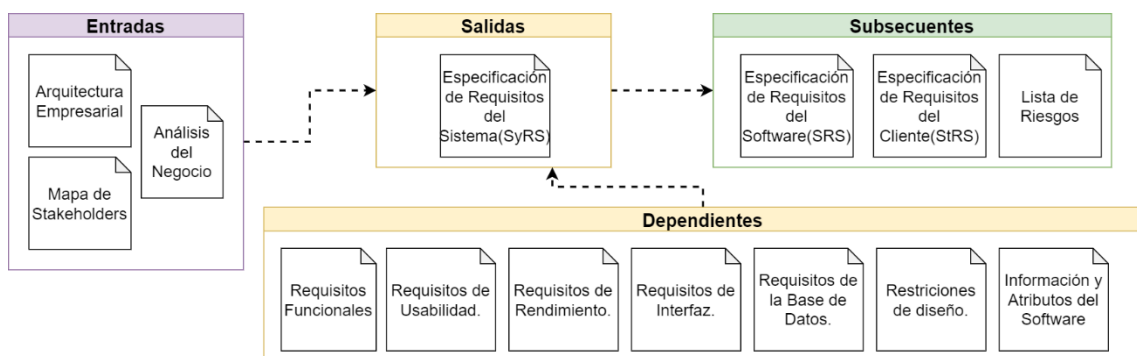 Entradas
Arquitectura
Empresarial
Análisis
del
Negocio
Mapa de
Stakeholders
Salidas
Especificación
de Requisitos
del
Sistema(SyRS)
Subsecuentes
Especificación
de Requisitos
del
Software(SRS)
Especificación
de Requisitos
del
Cliente(StRS)
Lista de
Riesgos
Dependientes
Requisitos
Funcionales
Requisitos de
Usabilidad.
Requisitos de
Rendimiento.
Requisitos de
Interfaz.
Requisitos de
la Base de
Datos.
Restricciones
de diseño.
Información y
Atributos del
Software